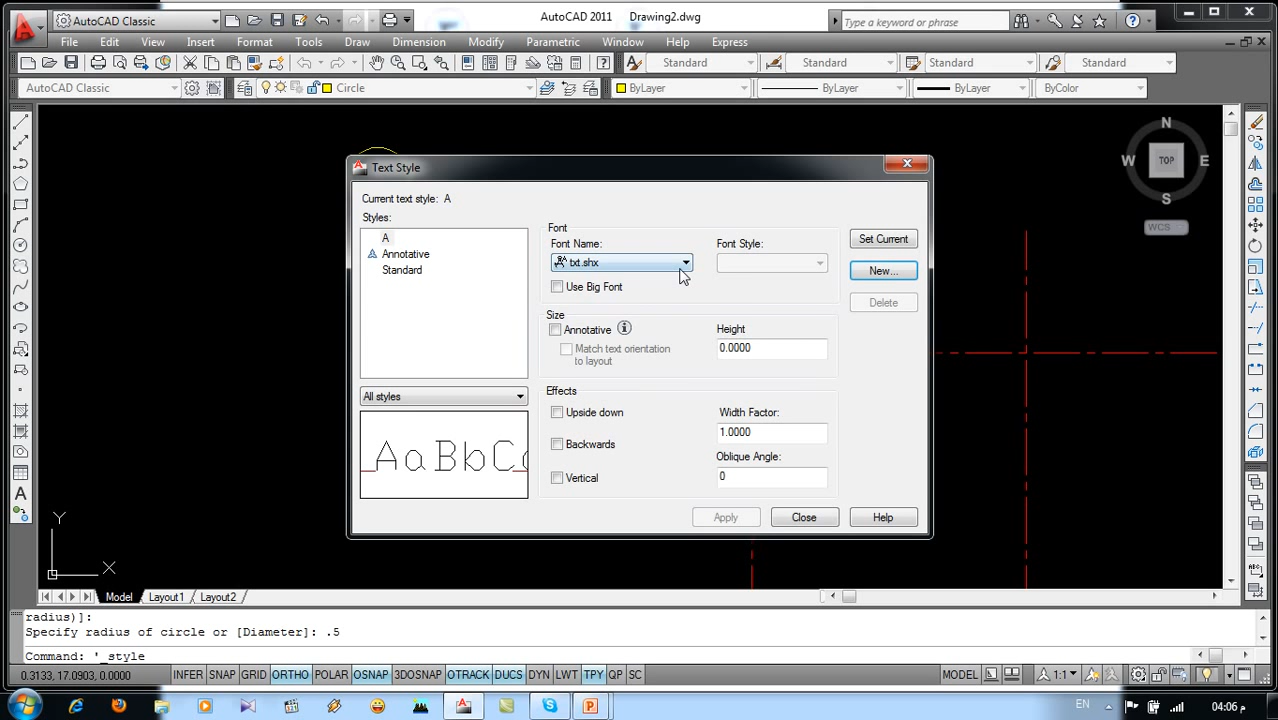 AutoCAD Classic
AutoCAD 2011 Drawing2.dwg
Type a keyword or phrase
File Edit View Insert Format Tools Draw Dimension Modify Parametric Window Help Express
Standard Standard Standard Standard
AutoCAD Classic Circle ByLayer ByLayer ByLayer ByColor
N
W TOP E
S
WCS
Text Style
Current text style: A
Styles:
A
Annotative
Standard
All styles
AaBbC
Font
Font Name: Font Style:
txt.shx
Use Big Font
Size
Annotative Height
Match text orientation to layout 0.0000
Effects
Upside down Width Factor:
1.0000
Backwards
Oblique Angle:
Vertical 0
Set Current
New...
Delete
Apply Close Help
Y
X
Model Layout1 Layout2
radius)]:
Specify radius of circle or [Diameter]: .5
Command: '_style
0.3133, 17.0903, 0.0000 INFER SNAP GRID ORTHO POLAR OSNAP 3DOSNAP OTRACK DUCS DYN LWT TPY QP SC MODEL 1:1
EN 04:06 م